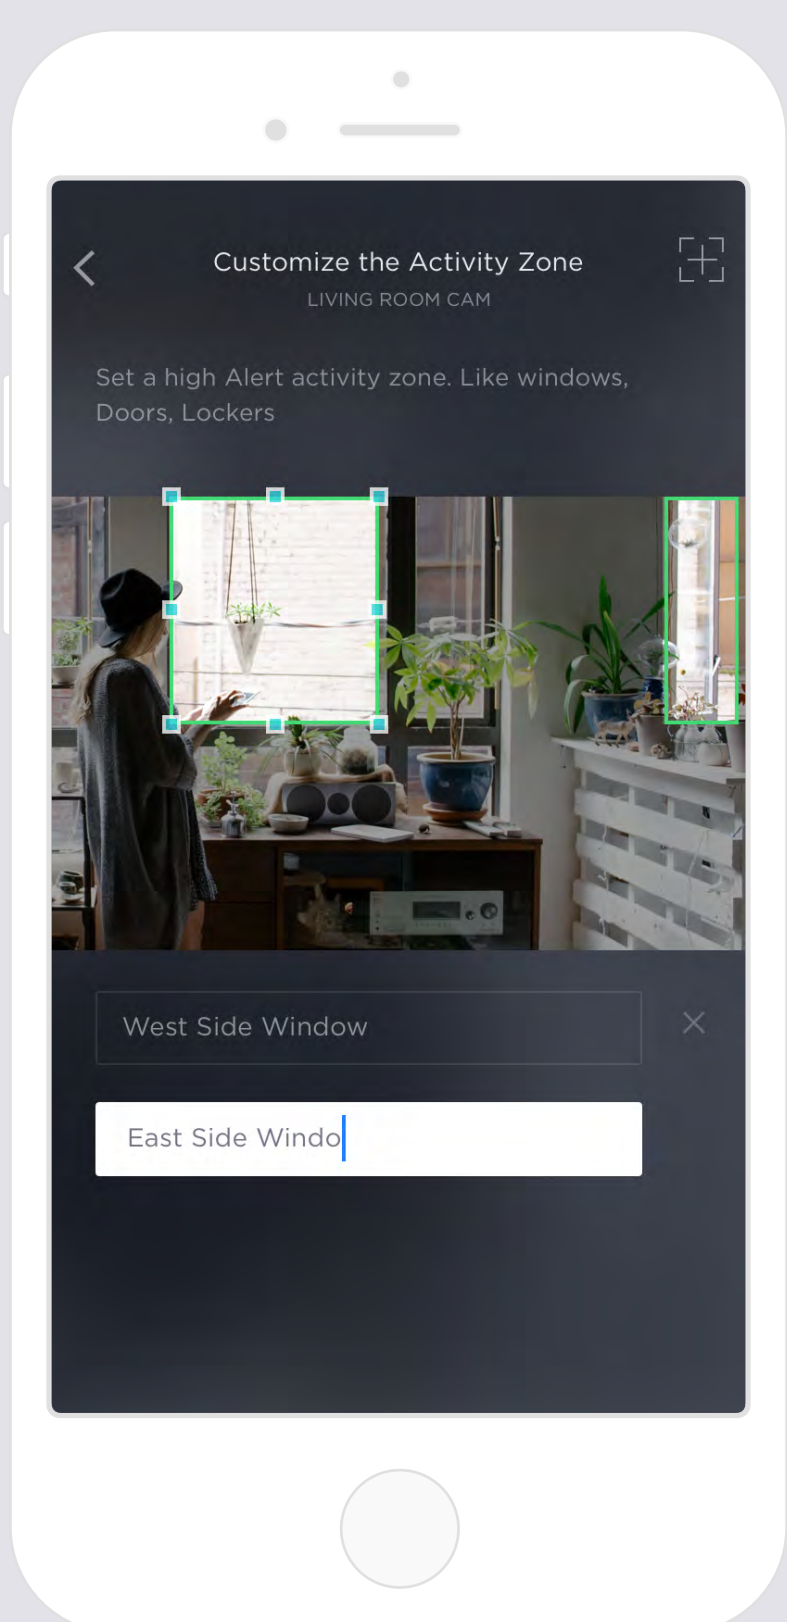 Customize the Activity Zone
LIVING ROOM CAM
Set a high Alert activity zone. Like windows,
Doors, Lockers
West Side Window
East Side Windo